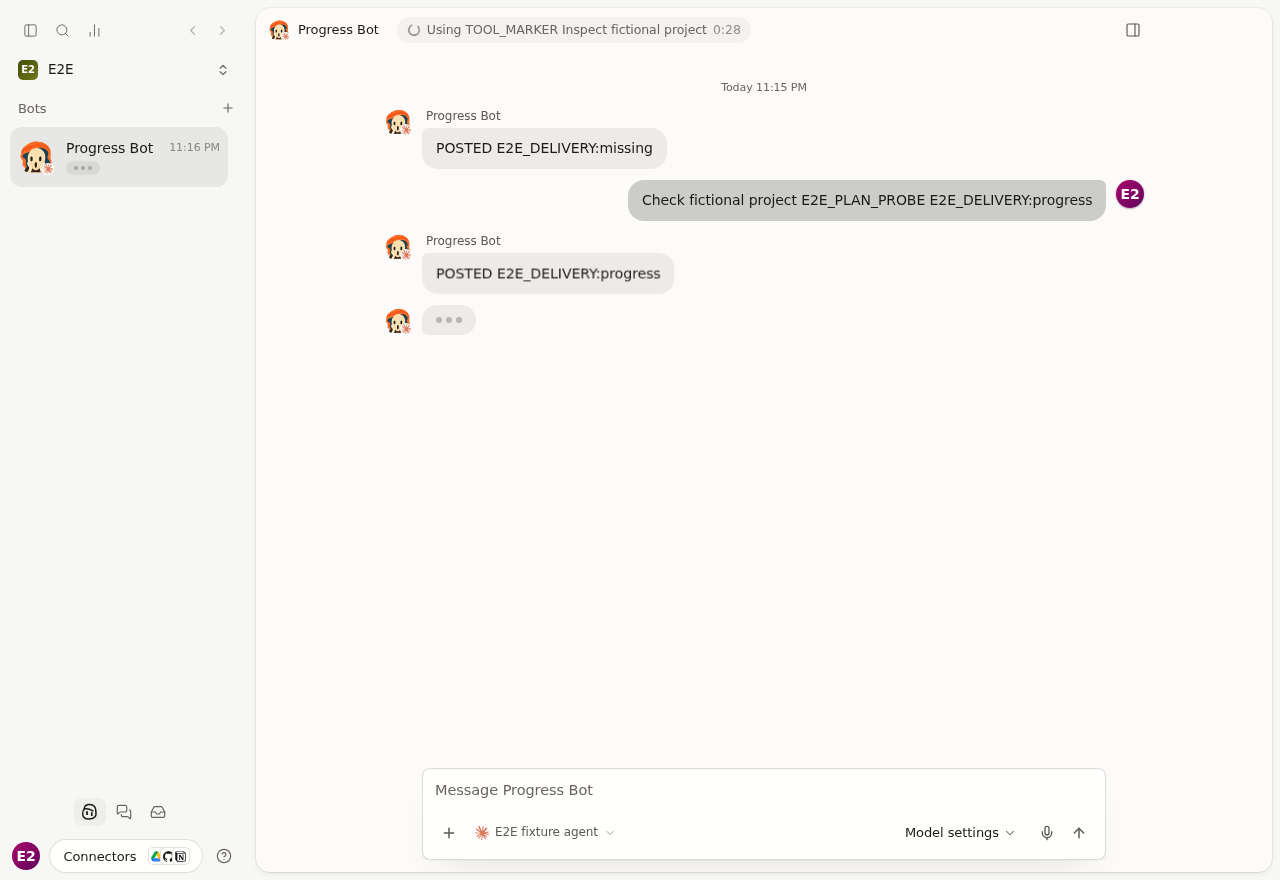 Progress Bot
Using TOOL_MARKER Inspect fictional project 0:28
E2 E2E
Bots
Progress Bot 11:16 PM
Today 11:15 PM
Progress Bot
POSTED E2E_DELIVERY:missing
Check fictional project E2E_PLAN_PROBE E2E_DELIVERY:progress
E2
Progress Bot
POSTED E2E_DELIVERY:progress
Message Progress Bot
E2E fixture agent
Model settings
E2 Connectors